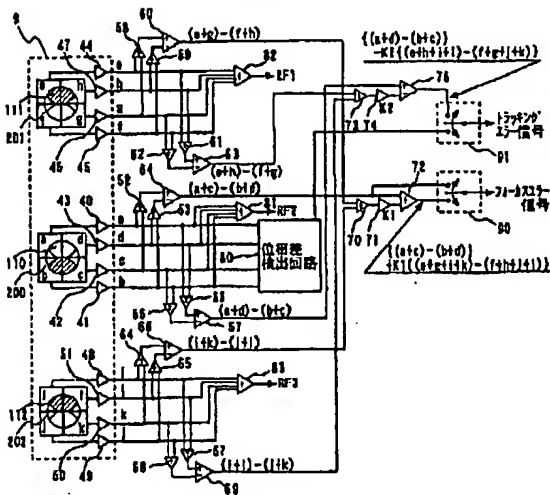 9
47 44
58
60
(a+g)-(f+h)
{(a+d)-(b+c)}
-K2{(e+h+j+i)-(f+g+j+k)}
e
h
g
f
111
201
59
82
RF1
46 45
62
61
63
(e+h)-(f+g)
73 74
K2
75
トラッキング
エラー信号
91
43 40
52
54
(a+c)-(b+d)
53
81
RF2
a
d
c
b
110
200
80
位相差
検出回路
72
フォーカスエラー
信号
70 71
K1
90
42 41
56
55
57
(a+d)-(b+c)
{(a+c)-(b+d)}
+K1{(e+g+i+k)-(f+h+j+l)}
64
66
(i+k)-(j+l)
65
51 48
83
RF3
i
l
k
j
112
202
50 49
68
67
69
(i+l)-(j+k)